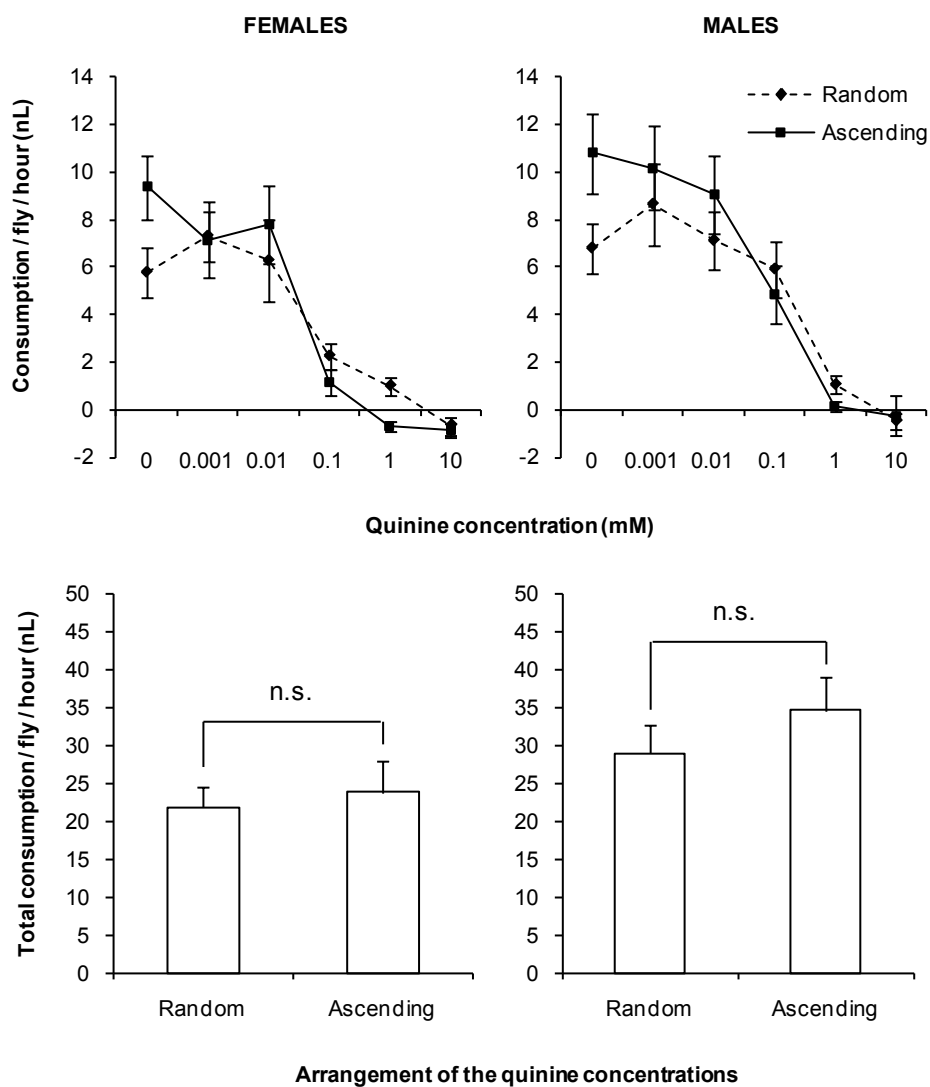 FEMALES
MALES
Consumption / fly / hour (nL)
14
12
10
8
6
4
2
0
-2
0 0.001 0.01 0.1 1 10
14
12
10
8
6
4
2
0
-2
0 0.001 0.01 0.1 1 10
Random
Ascending
Quinine concentration (mM)
Total consumption / fly / hour (nL)
50
45
40
35
30
25
20
15
10
5
0
n.s.
Random Ascending
50
45
40
35
30
25
20
15
10
5
0
n.s.
Random Ascending
Arrangement of the quinine concentrations